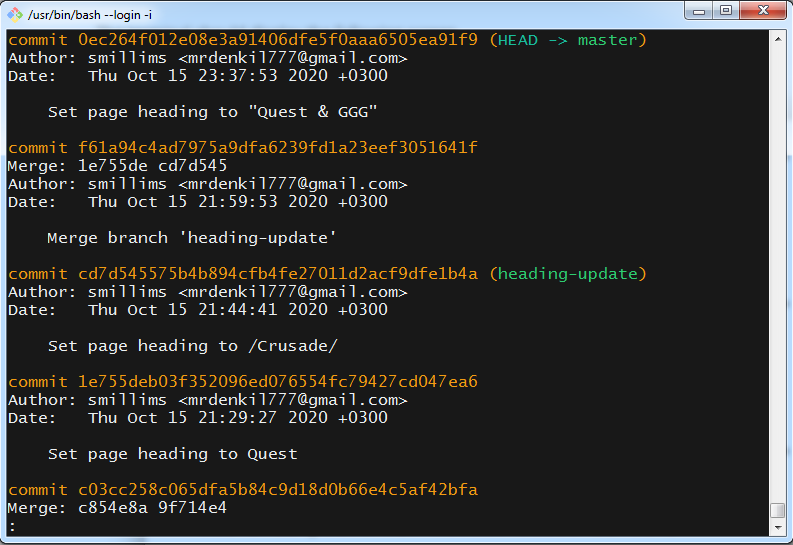 /usr/bin/bash --login -i
commit 0ec264f012e08e3a91406dfe5f0aaa6505ea91f9 (HEAD -> master)
Author: smillims <mrdenkil777@gmail.com>
Date:   Thu Oct 15 23:37:53 2020 +0300
    Set page heading to "Quest & GGG"
commit f61a94c4ad7975a9dfa6239fd1a23eef3051641f
Merge: 1e755de cd7d545
Author: smillims <mrdenkil777@gmail.com>
Date:   Thu Oct 15 21:59:53 2020 +0300
    Merge branch 'heading-update'
commit cd7d545575b4b894cfb4fe27011d2acf9dfe1b4a (heading-update)
Author: smillims <mrdenkil777@gmail.com>
Date:   Thu Oct 15 21:44:41 2020 +0300
    Set page heading to /Crusade/
commit 1e755deb03f352096ed076554fc79427cd047ea6
Author: smillims <mrdenkil777@gmail.com>
Date:   Thu Oct 15 21:29:27 2020 +0300
    Set page heading to Quest
commit c03cc258c065dfa5b84c9d18d0b66e4c5af42bfa
Merge: c854e8a 9f714e4
: